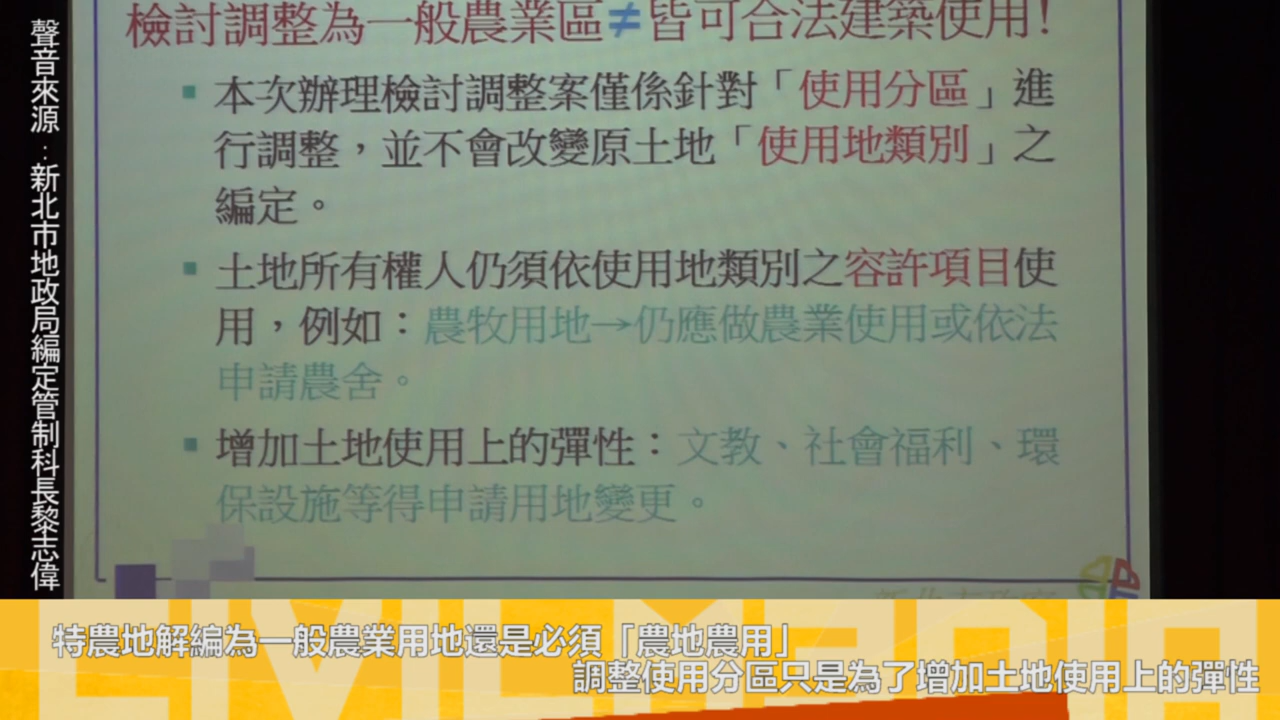 聲音來源：新北市地政局編定管制科長黎志偉
檢討調整為一般農業區≠皆可合法建築使用！
本次辦理檢討調整案僅係針對「使用分區」進
行調整，並不會改變原土地「使用地類別」之
編定。
土地所有權人仍須依使用地類別之容許項目使
用，例如：農牧用地→仍應做農業使用或依法
申請農舍。
增加土地使用上的彈性：文教、社會福利、環
保設施等得申請用地變更。
新北市政府
特農地解編為一般農業用地還是必須「農地農用」
調整使用分區只是為了增加土地使用上的彈性